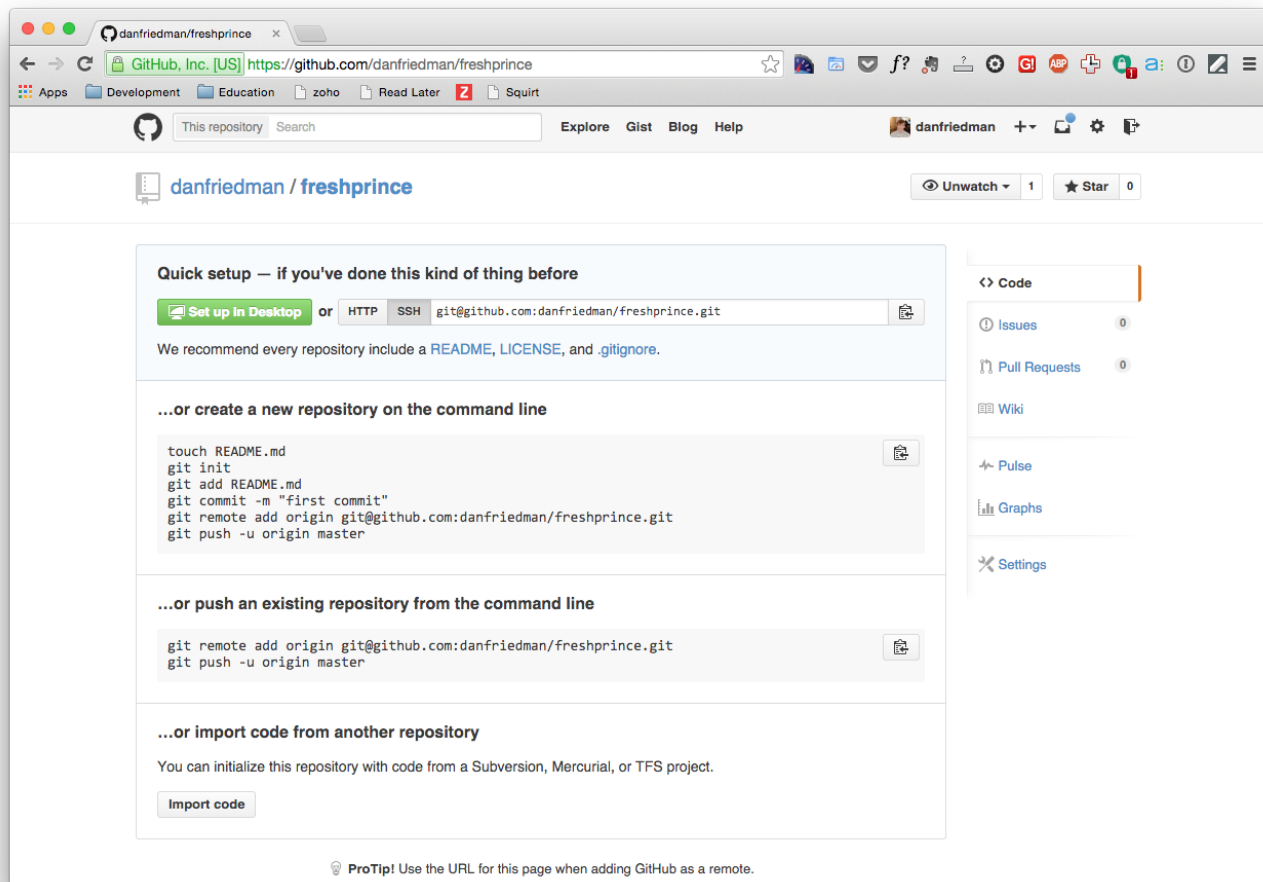 danfriedman/freshprince
GitHub, Inc. [US] https://github.com/danfriedman/freshprince
f? G! ABP 1 a:
Apps Development Education zoho Read Later Z Squirt
This repository Search Explore Gist Blog Help danfriedman
danfriedman / freshprince
Unwatch 1 Star 0
Quick setup — if you've done this kind of thing before
Set up in Desktop or HTTP SSH git@github.com:danfriedman/freshprince.git
We recommend every repository include a README, LICENSE, and .gitignore.
…or create a new repository on the command line
touch README.md
git init
git add README.md
git commit -m "first commit"
git remote add origin git@github.com:danfriedman/freshprince.git
git push -u origin master
…or push an existing repository from the command line
git remote add origin git@github.com:danfriedman/freshprince.git
git push -u origin master
…or import code from another repository
You can initialize this repository with code from a Subversion, Mercurial, or TFS project.
Import code
Code
Issues 0
Pull Requests 0
Wiki
Pulse
Graphs
Settings
ProTip! Use the URL for this page when adding GitHub as a remote.